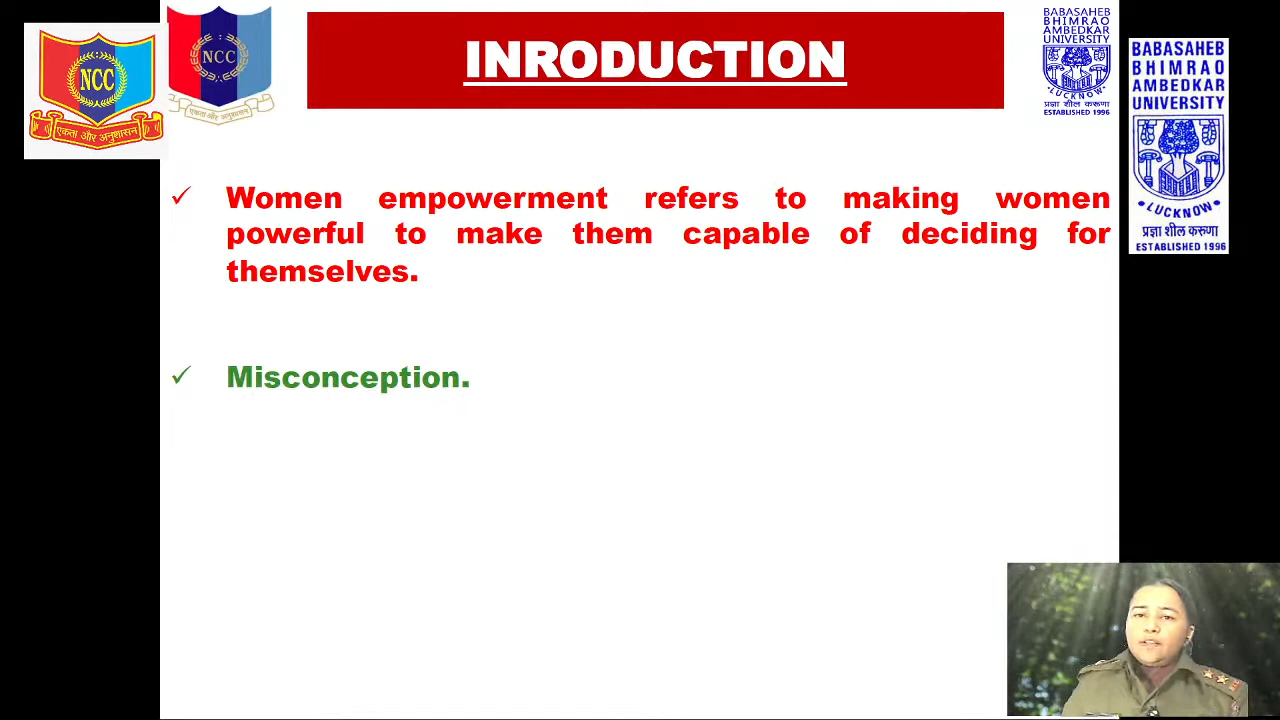 NCC
एकता और अनुशासन
NCC
एकता और अनुशासन
INRODUCTION
BABASAHEB
BHIMRAO
AMBEDKAR
UNIVERSITY
LUCKNOW
प्रज्ञा शील करूणा
ESTABLISHED 1996
BABASAHEB
BHIMRAO
AMBEDKAR
UNIVERSITY
LUCKNOW
प्रज्ञा शील करूणा
ESTABLISHED 1996
✓ Women empowerment refers to making women
powerful to make them capable of deciding for
themselves.
✓ Misconception.